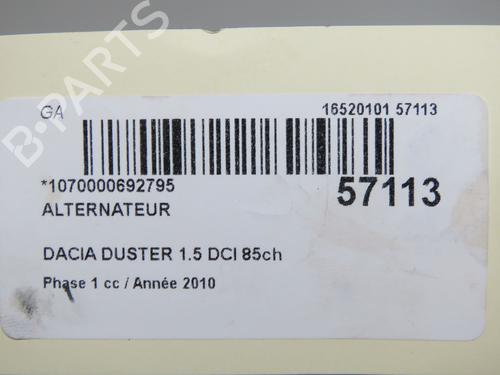 B-PARTS
GA
16520101 57113
*1070000692795
57113
ALTERNATEUR
DACIA DUSTER 1.5 DCI 85ch
Phase 1 cc / Année 2010